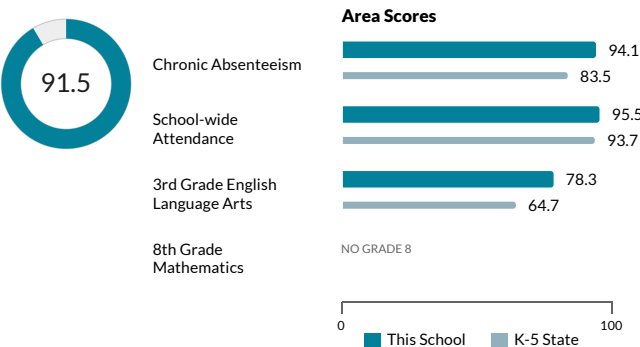 91.5
Area Scores
Chronic Absenteeism
94.1
83.5
School-wide
Attendance
95.5
93.7
3rd Grade English
Language Arts
78.3
64.7
8th Grade
Mathematics
NO GRADE 8
0
100
This School
K-5 State